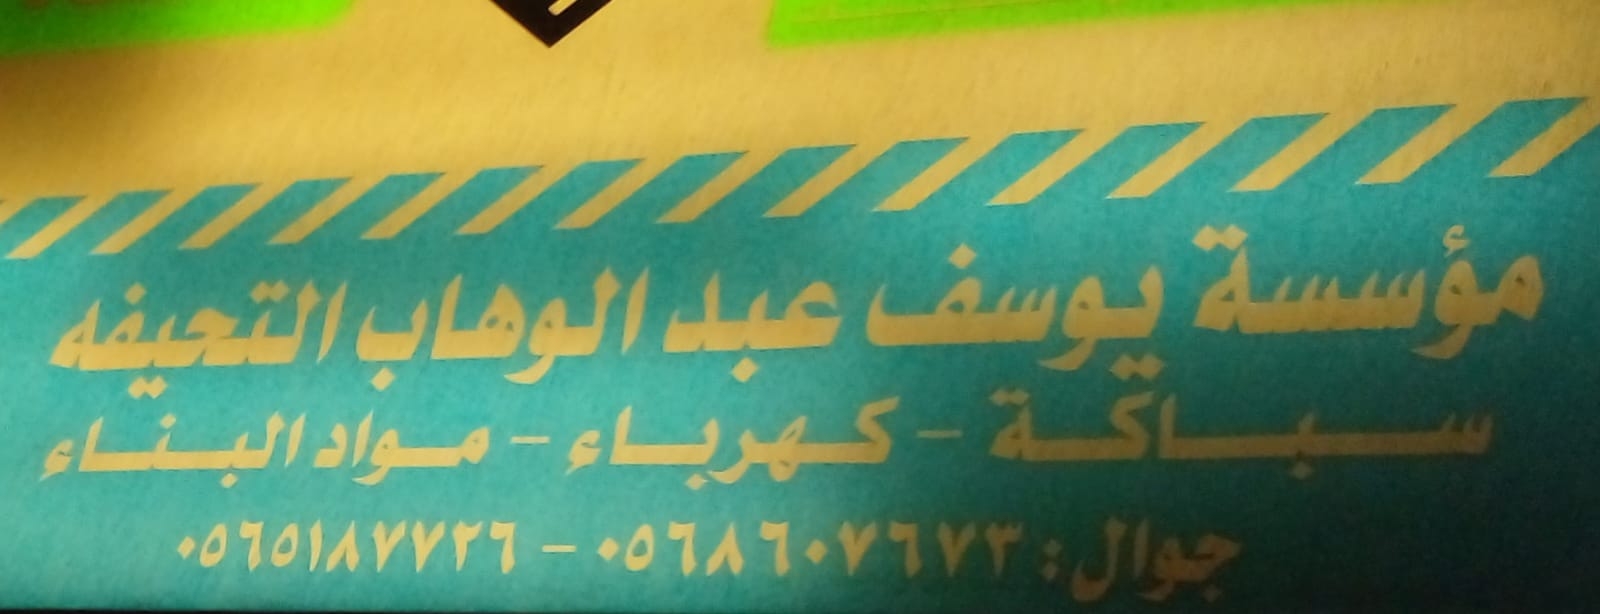 مؤسسة يوسف عبد الوهاب التحيفه
سباكة - كهرباء - مواد البناء
جوال: ٠٥٦٨٦٠٧٦٧٣ - ٠٥٦٥١٨٧٧٢٦